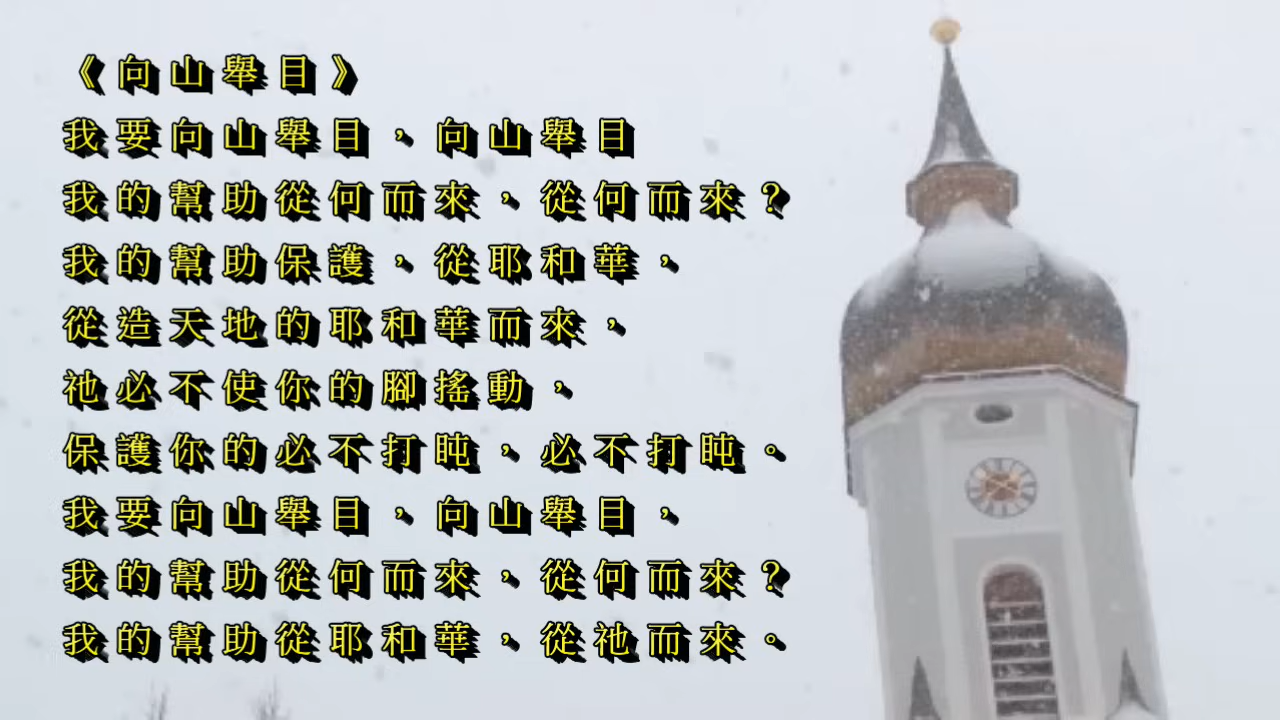 《向山舉目》
我要向山舉目，向山舉目
我的幫助從何而來，從何而來？
我的幫助保護，從耶和華，
從造天地的耶和華而來，
祂必不使你的腳搖動，
保護你的必不打盹，必不打盹。
我要向山舉目，向山舉目，
我的幫助從何而來，從何而來？
我的幫助從耶和華，從祂而來。